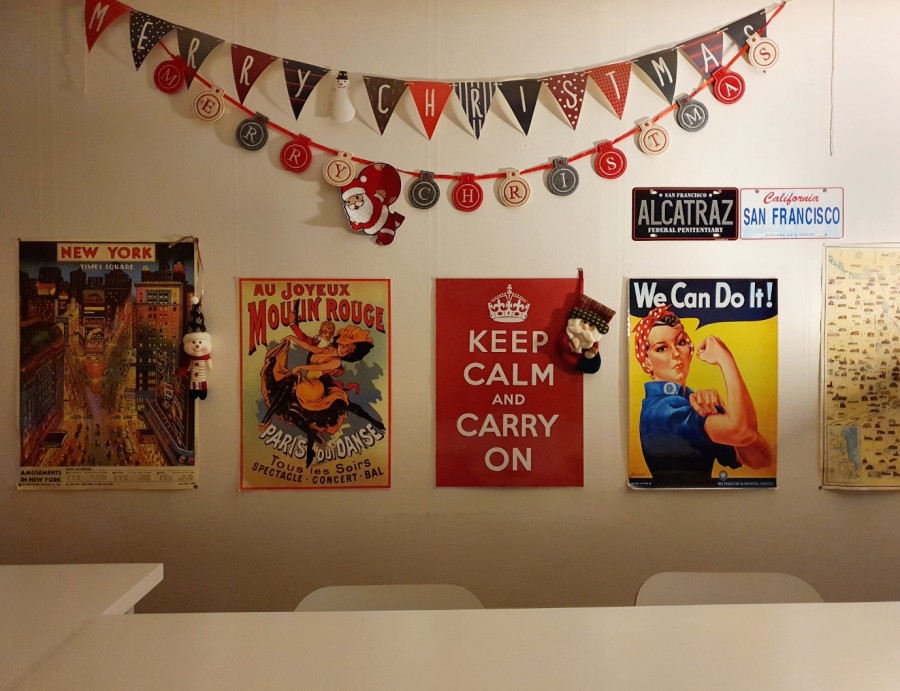 MERRY CHRISTMAS
MERRY CHRISTMAS
SAN FRANCISCO
ALCATRAZ
FEDERAL PENITENTIARY
California
SAN FRANCISCO
NEW YORK
TIMES SQUARE
AMUSEMENTS
IN NEW YORK
AU JOYEUX
MOULIN ROUGE
PARIS QUI DANSE
Tous les Soirs
SPECTACLE - CONCERT - BAL
KEEP
CALM
AND
CARRY
ON
We Can Do It!